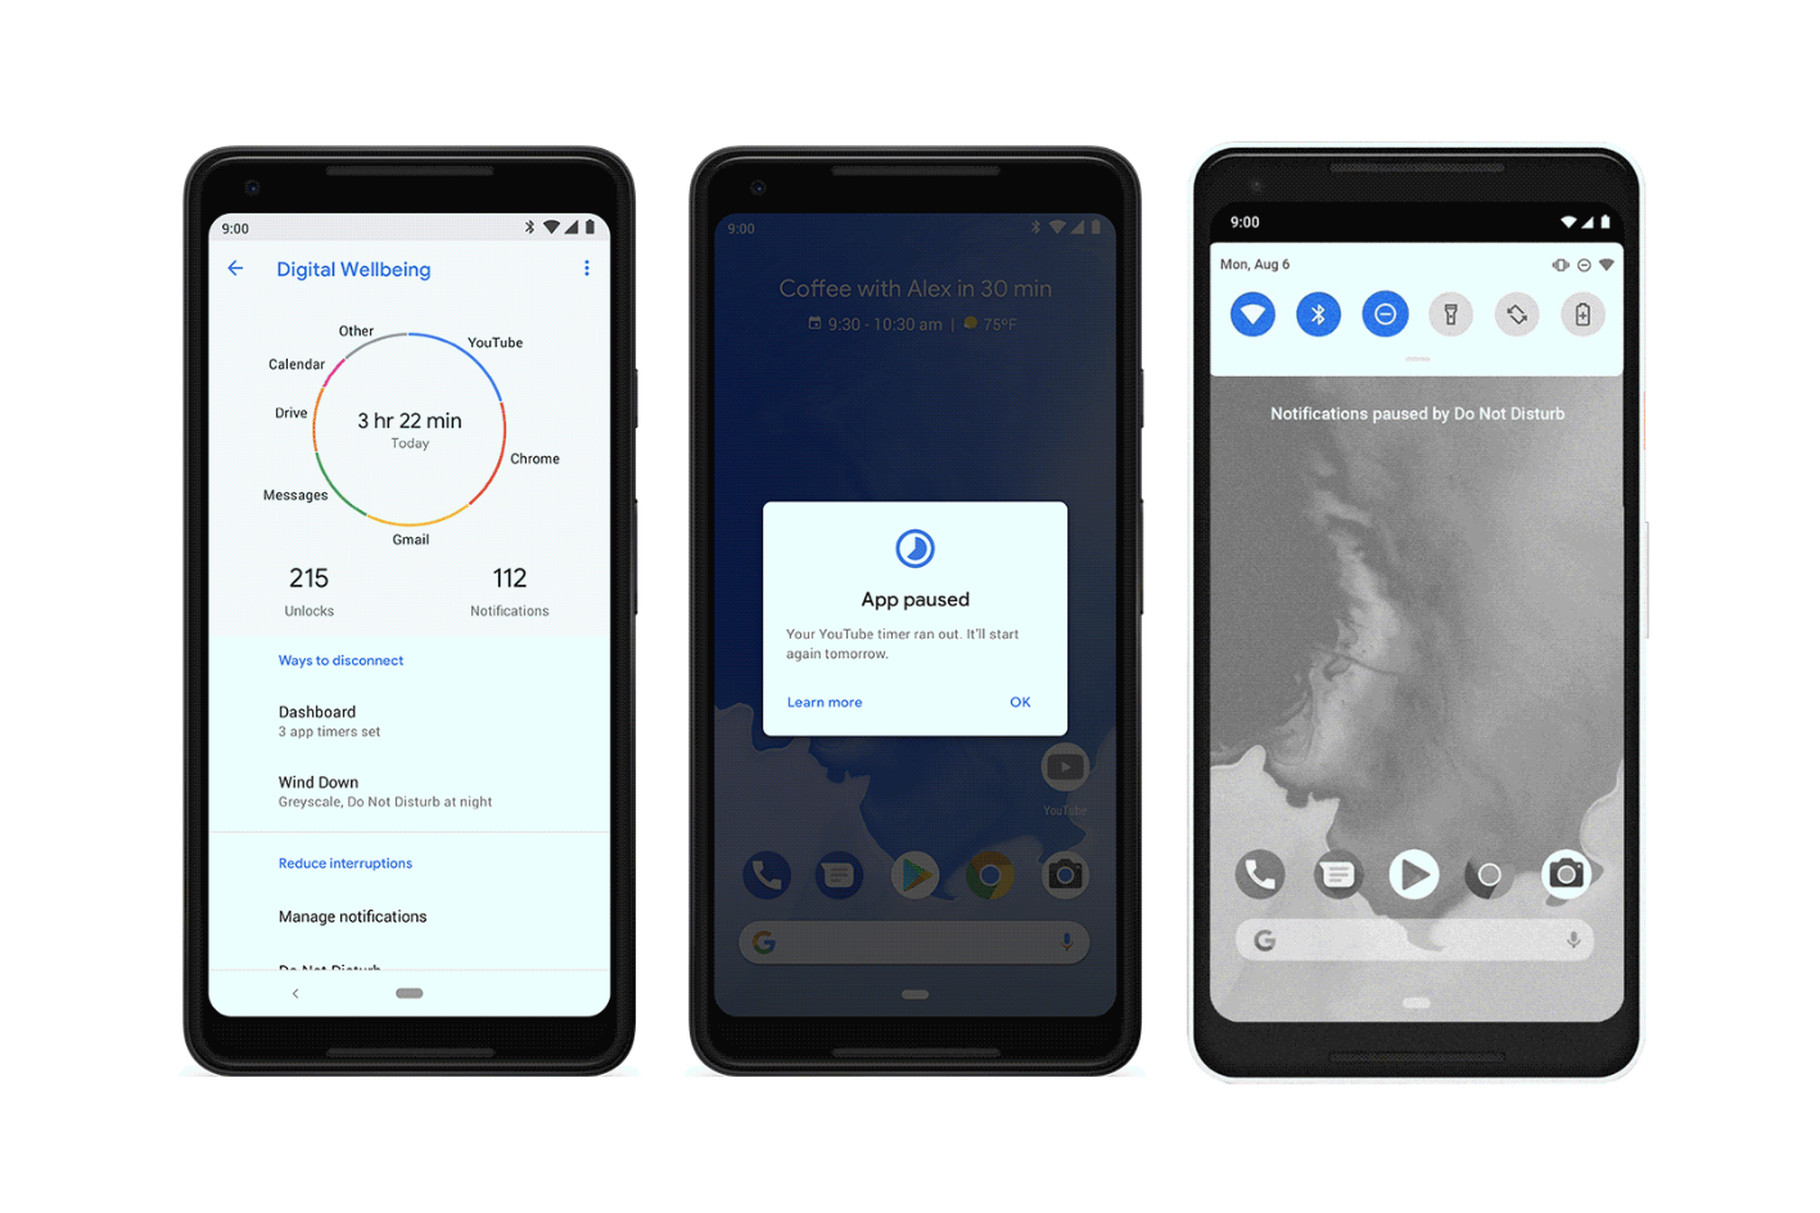 9:00
Digital Wellbeing
Other
YouTube
Calendar
Drive
3 hr 22 min
Today
Chrome
Messages
Gmail
215
112
Unlocks
Notifications
Ways to disconnect
Dashboard
3 app timers set
Wind Down
Greyscale, Do Not Disturb at night
Reduce interruptions
Manage notifications
Do Not Disturb
9:00
Coffee with Alex in 30 min
9:30 - 10:30 am | 75°F
App paused
Your YouTube timer ran out. It'll start
again tomorrow.
Learn more
OK
YouTube
G
9:00
Mon, Aug 6
Notifications paused by Do Not Disturb
G